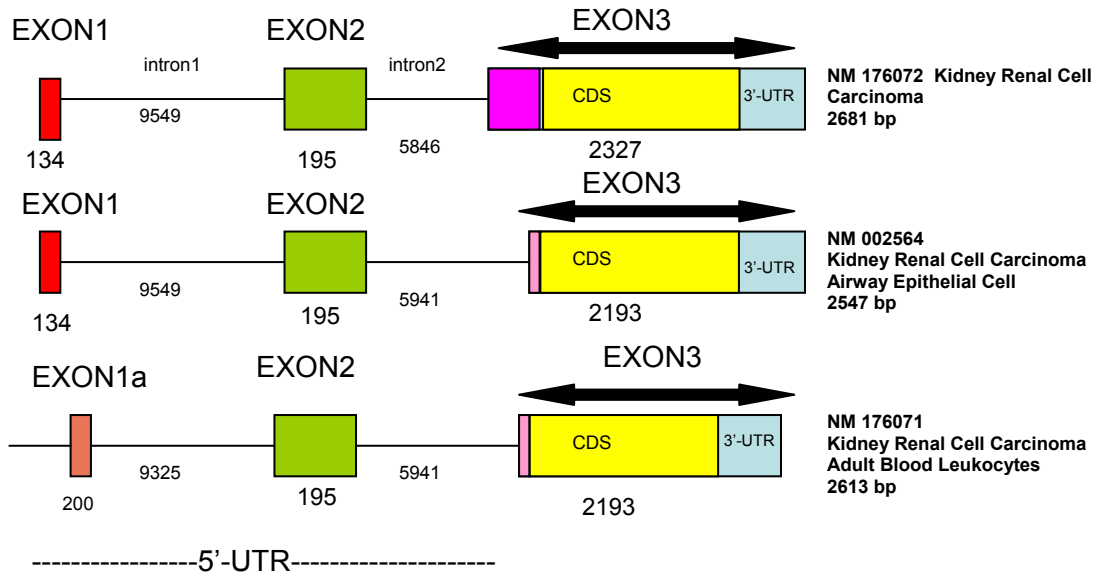 EXON1
EXON2
EXON3
intron1
intron2
CDS
3'-UTR
9549
5846
134
195
2327
NM 176072 Kidney Renal Cell
Carcinoma
2681 bp
EXON1
EXON2
EXON3
CDS
3'-UTR
9549
5941
134
195
2193
NM 002564
Kidney Renal Cell Carcinoma
Airway Epithelial Cell
2547 bp
EXON1a
EXON2
EXON3
CDS
3'-UTR
9325
5941
200
195
2193
NM 176071
Kidney Renal Cell Carcinoma
Adult Blood Leukocytes
2613 bp
-----------------5’-UTR---------------------